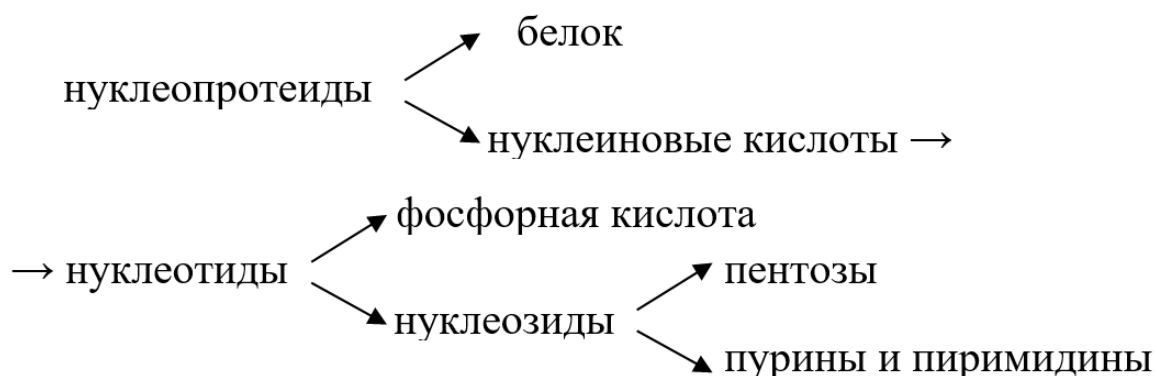 белок
нуклеопротеиды
нуклеиновые кислоты →
фосфорная кислота
→ нуклеотиды
пентозы
нуклеозиды
пурины и пиримидины